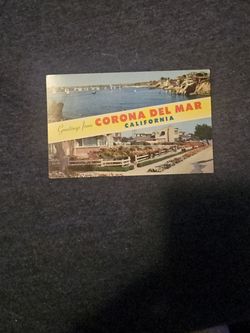 Greetings from CORONA DEL MAR
CALIFORNIA